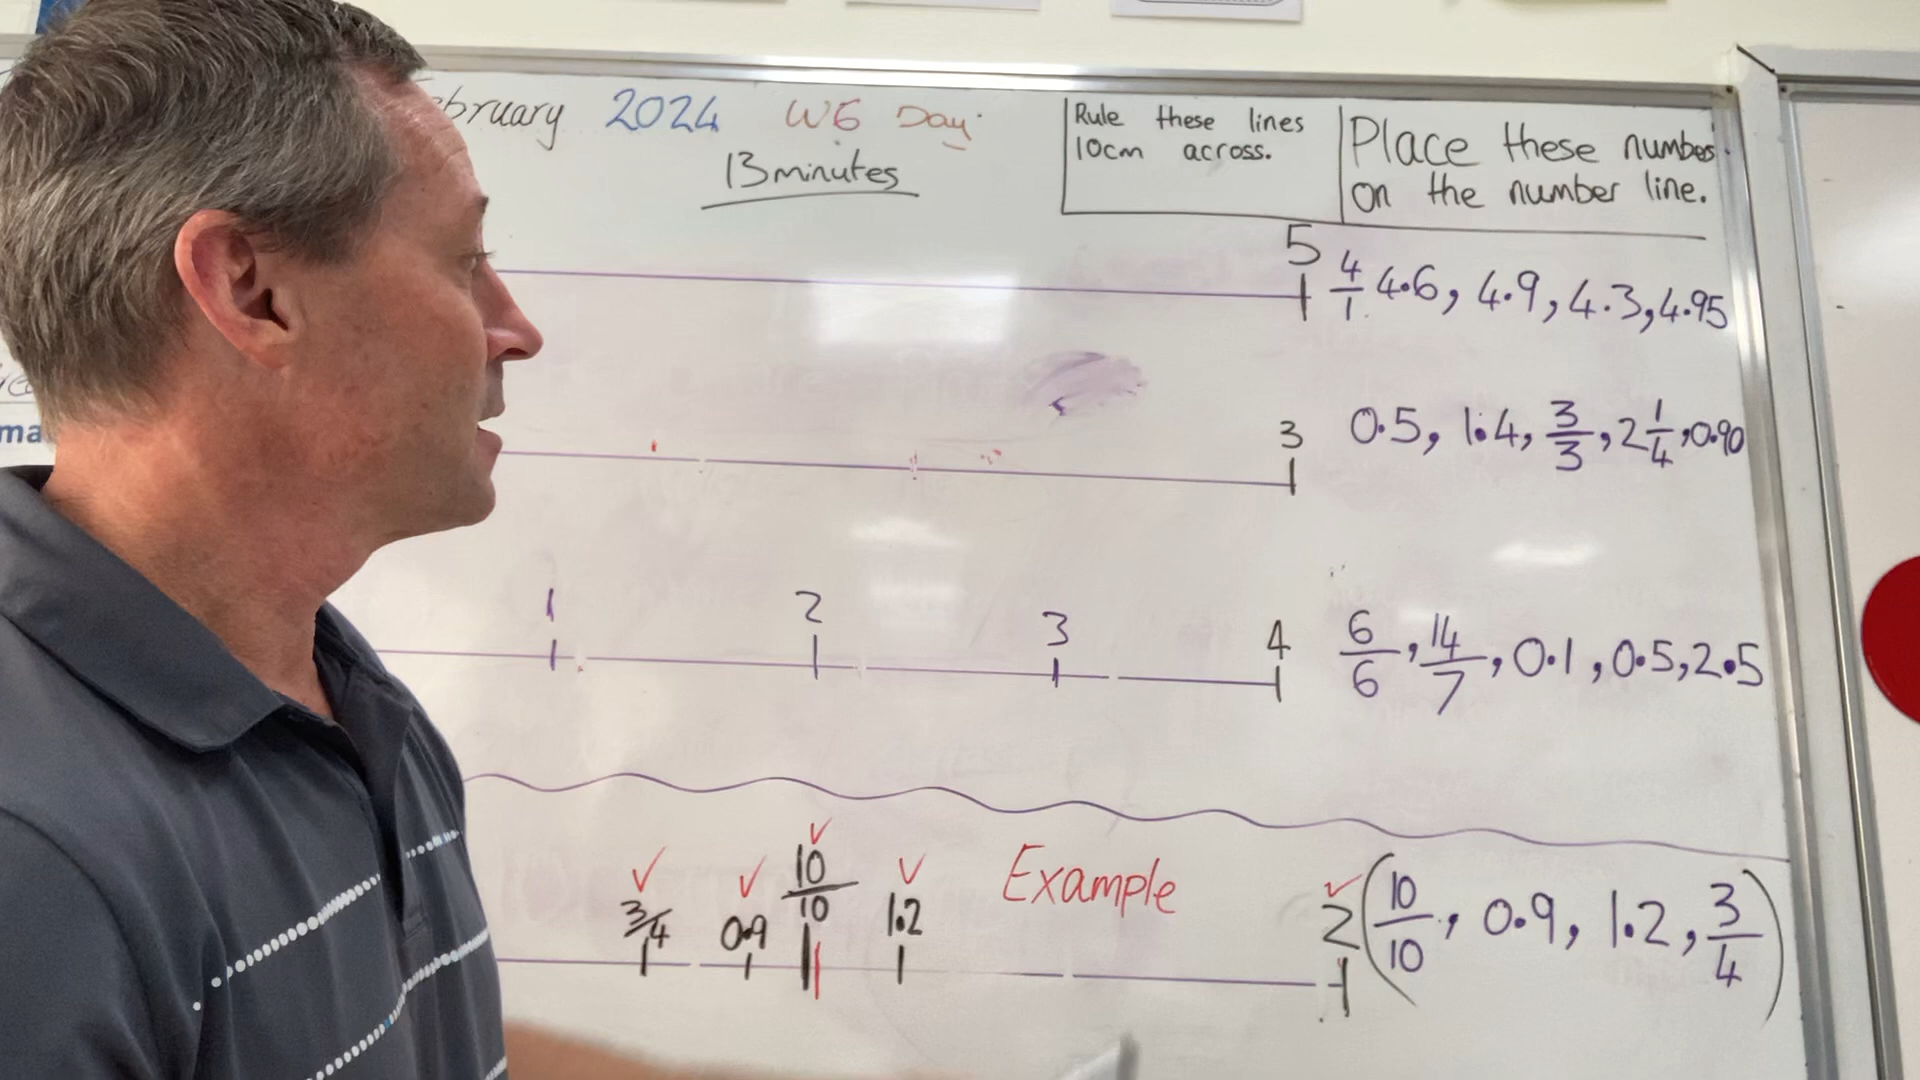 bruary 2024 W6 Day:
13 minutes
Rule these lines
10cm across.
Place these number
on the number line.
5
4/1 4.6, 4.9, 4.3, 4.95
3
0.5, 1.4, 3/3, 2 1/4, 0.90
1 2 3 4
6/6, 14/7, 0.1, 0.5, 2.5
Example
3/4 0.9 10/10 1.2 2
(10/10, 0.9, 1.2, 3/4)
ma